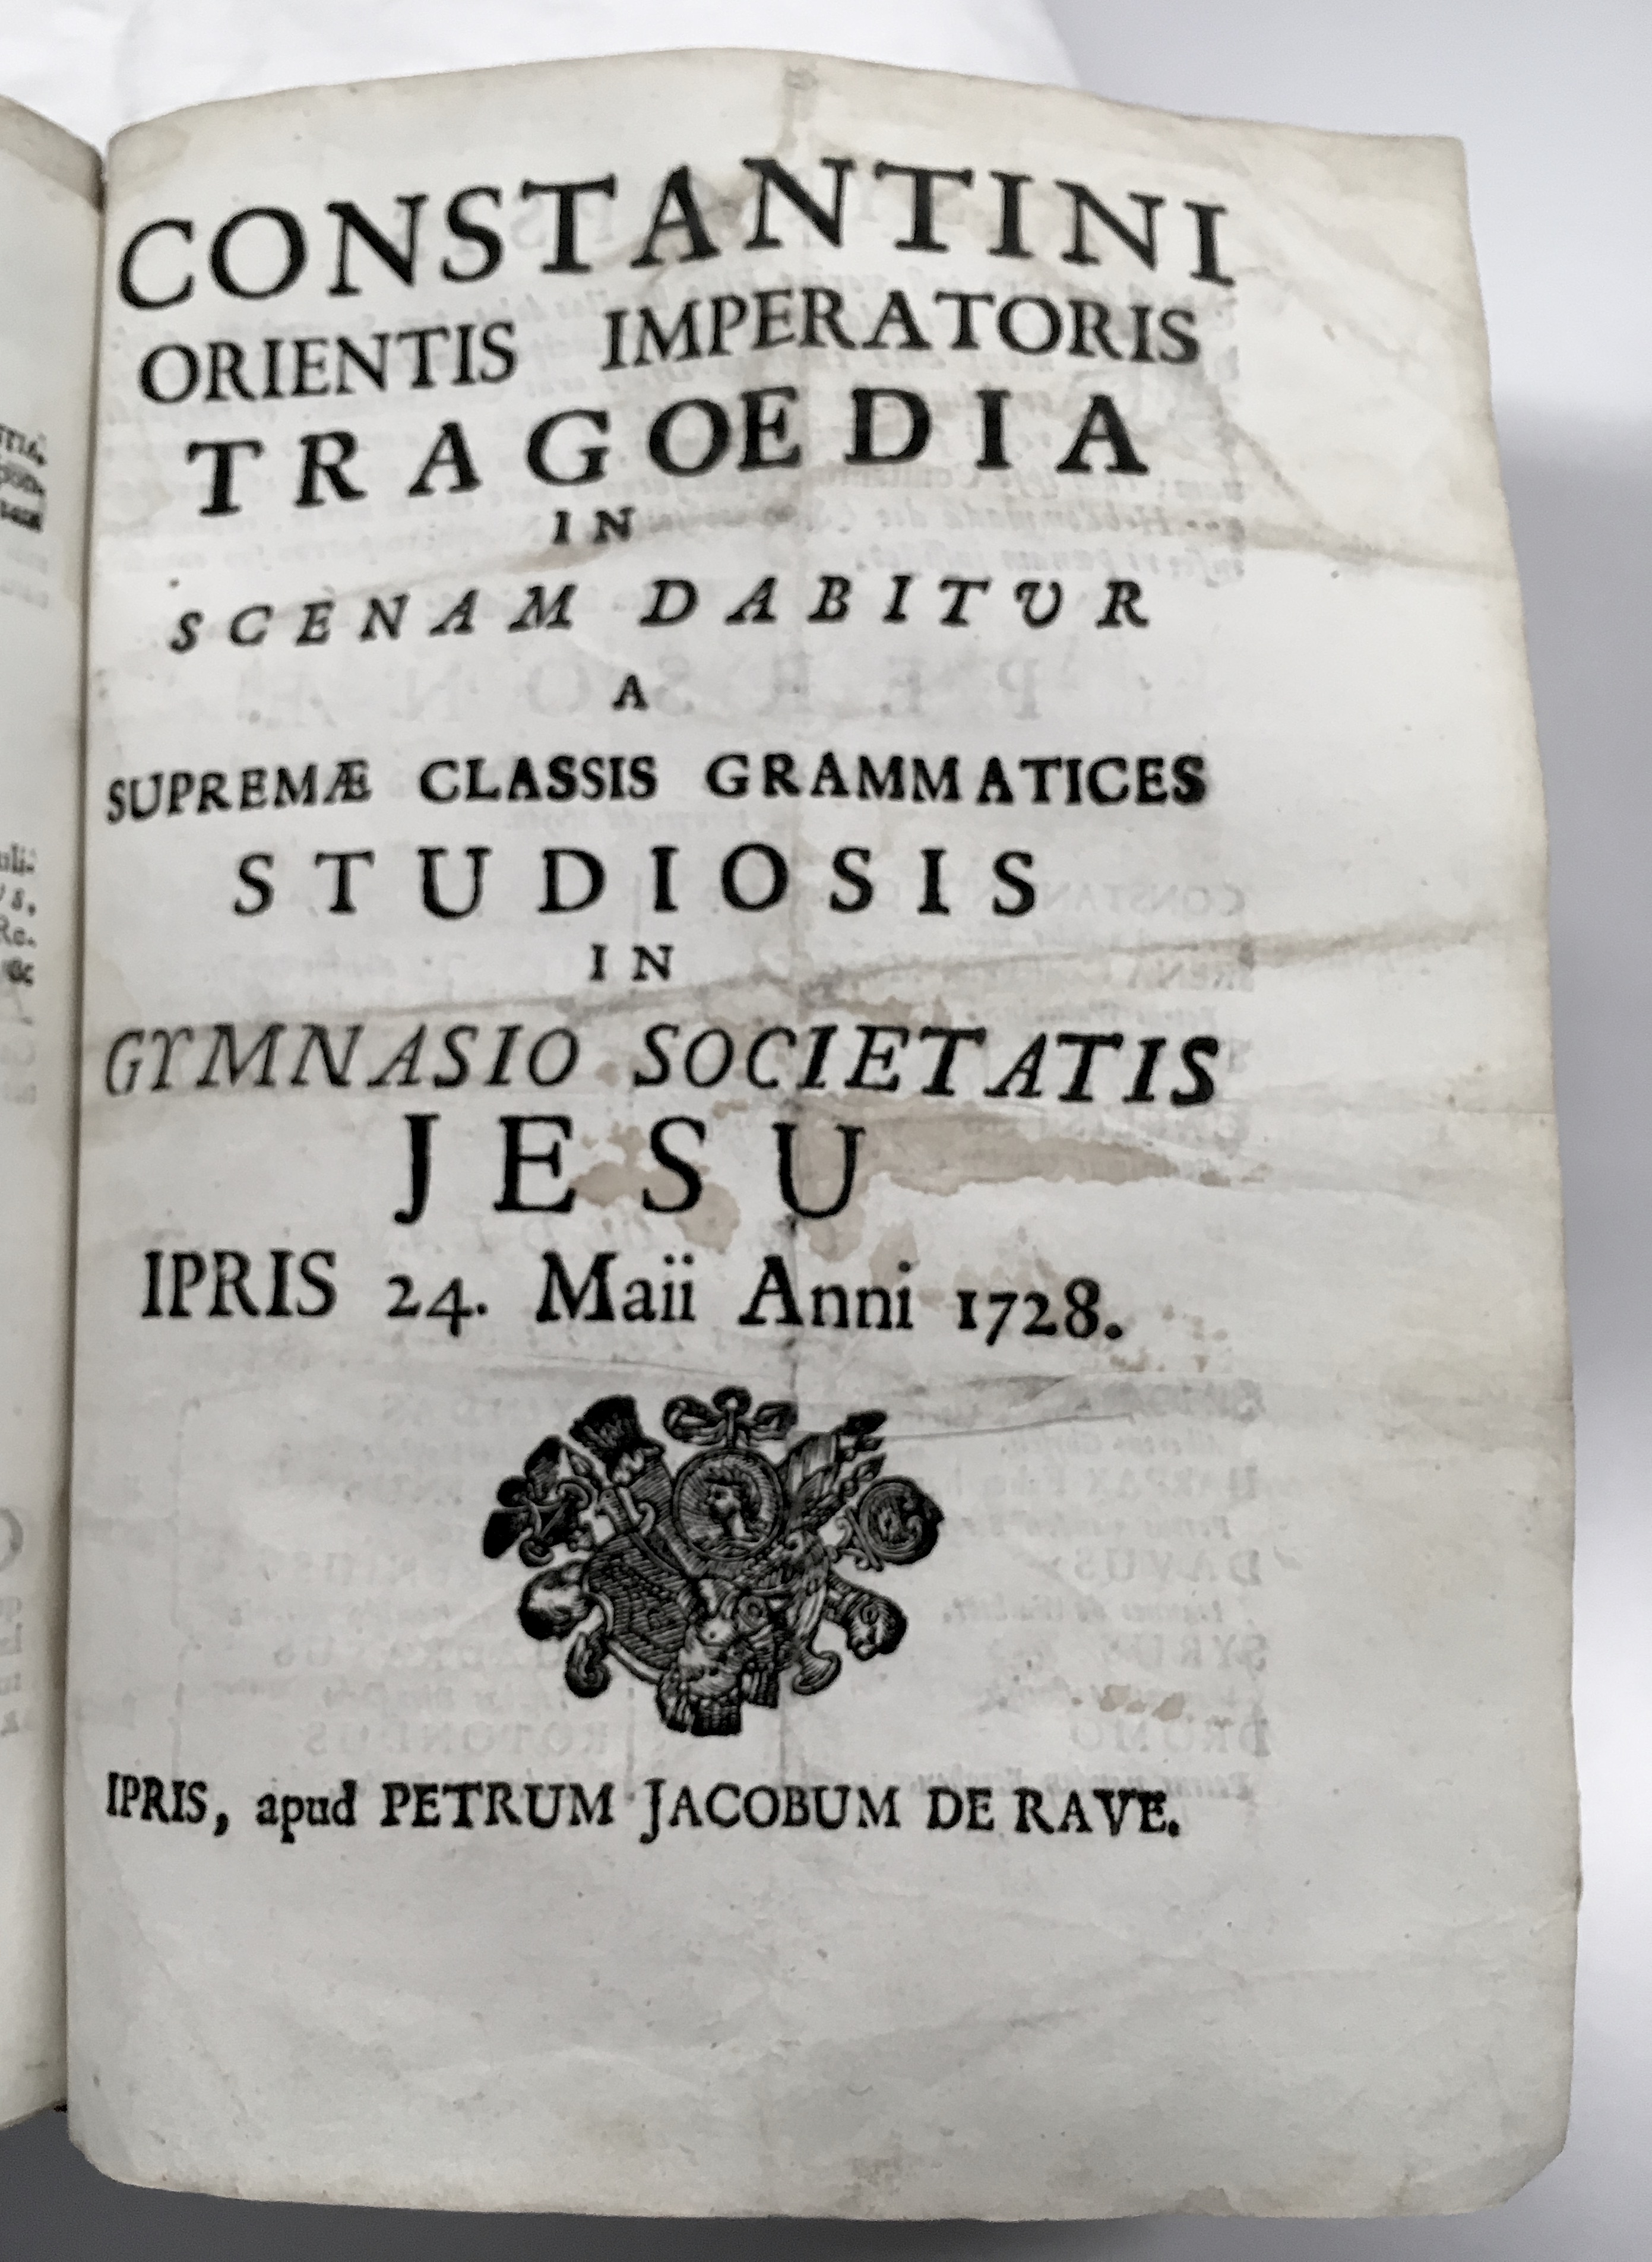 CONSTANTINI
ORIENTIS IMPERATORIS
TRAGOEDIA
IN
SCENAM DABITUR
A
SUPREMÆ CLASSIS GRAMMATICES
STUDIOSIS
IN
GYMNASIO SOCIETATIS
JESU
IPRIS 24. Maii Anni 1728.
IPRIS, apud PETRUM JACOBUM DE RAVE.